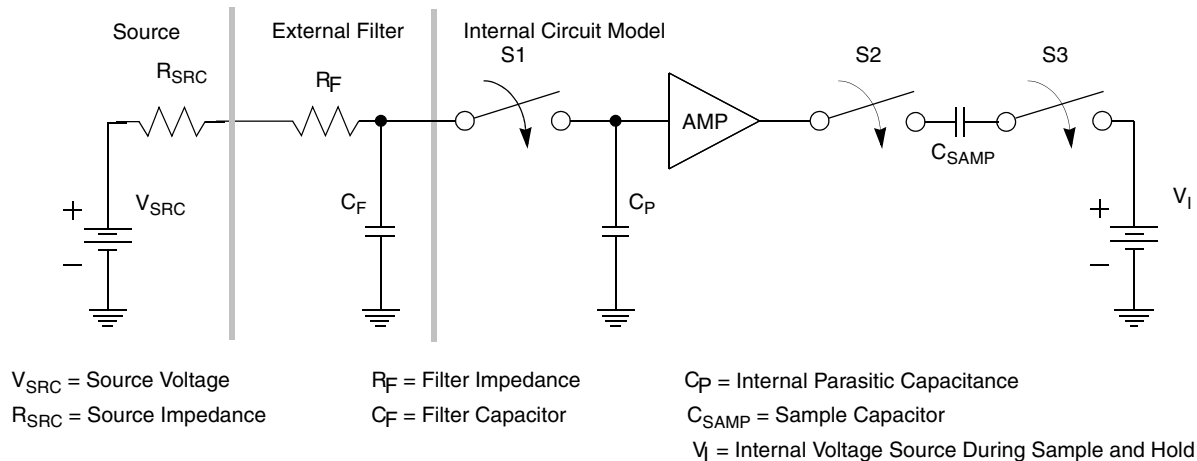 Source External Filter Internal Circuit Model
S1 S2 S3
R_SRC R_F
AMP
C_SAMP
V_SRC C_F C_P V_I
+ +
− −
V_SRC = Source Voltage R_F = Filter Impedance C_P = Internal Parasitic Capacitance
R_SRC = Source Impedance C_F = Filter Capacitor C_SAMP = Sample Capacitor
V_I = Internal Voltage Source During Sample and Hold